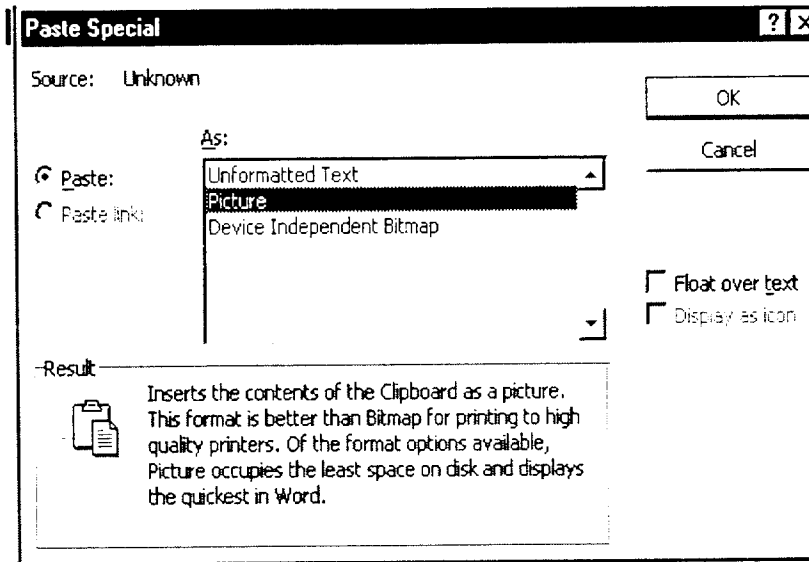 Paste Special
Source: Unknown
OK
As:
Cancel
Paste:
Unformatted Text
Picture
Paste link:
Device Independent Bitmap
Float over text
Display as icon
Result
Inserts the contents of the Clipboard as a picture.
This format is better than Bitmap for printing to high
quality printers. Of the format options available,
Picture occupies the least space on disk and displays
the quickest in Word.